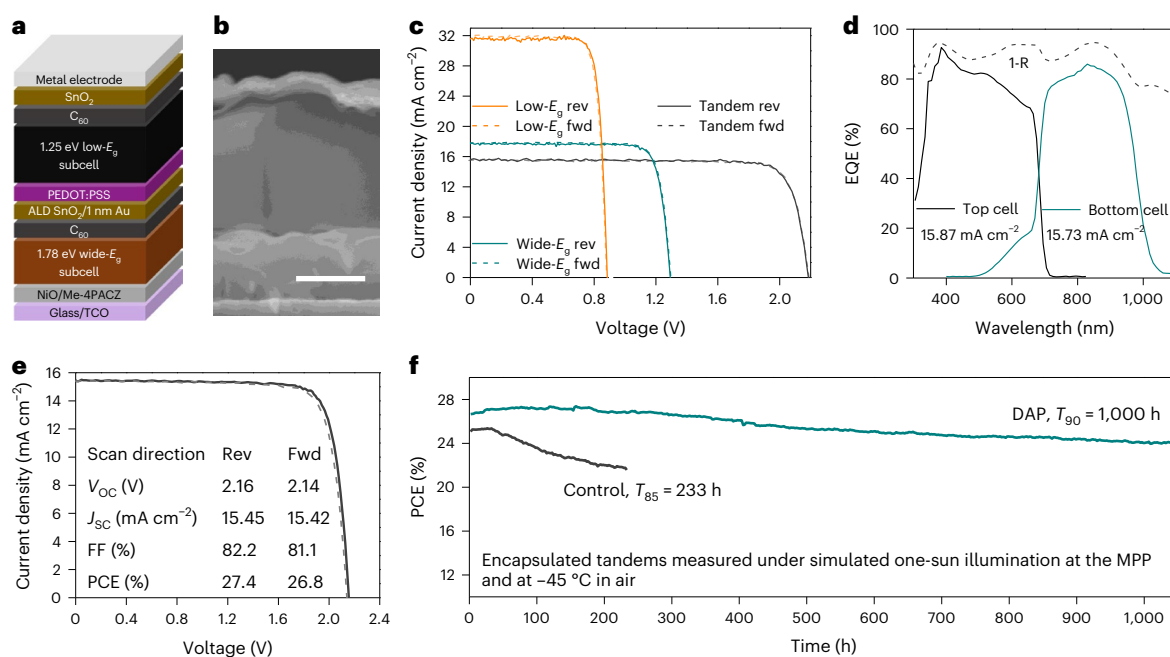 a
Metal electrode
SnO₂
C₆₀
1.25 eV low-E_g
subcell
PEDOT:PSS
ALD SnO₂/1 nm Au
C₆₀
1.78 eV wide-E_g
subcell
NiO/Me-4PACZ
Glass/TCO
b
c
Current density (mA cm⁻²)
32
28
24
20
16
12
8
4
0
Low-E_g rev
Low-E_g fwd
Tandem rev
Tandem fwd
Wide-E_g rev
Wide-E_g fwd
0 0.4 0.8 1.2 1.6 2.0
Voltage (V)
d
EQE (%)
100
80
60
40
20
0
1-R
Top cell
15.87 mA cm⁻²
Bottom cell
15.73 mA cm⁻²
400 600 800 1,000
Wavelength (nm)
e
Current density (mA cm⁻²)
16
14
12
10
8
6
4
2
0
Scan direction Rev Fwd
V_OC (V) 2.16 2.14
J_SC (mA cm⁻²) 15.45 15.42
FF (%) 82.2 81.1
PCE (%) 27.4 26.8
0 0.4 0.8 1.2 1.6 2.0 2.4
Voltage (V)
f
PCE (%)
28
24
20
16
12
DAP, T₉₀ = 1,000 h
Control, T₈₅ = 233 h
Encapsulated tandems measured under simulated one-sun illumination at the MPP
and at –45 °C in air
0 100 200 300 400 500 600 700 800 900 1,000
Time (h)